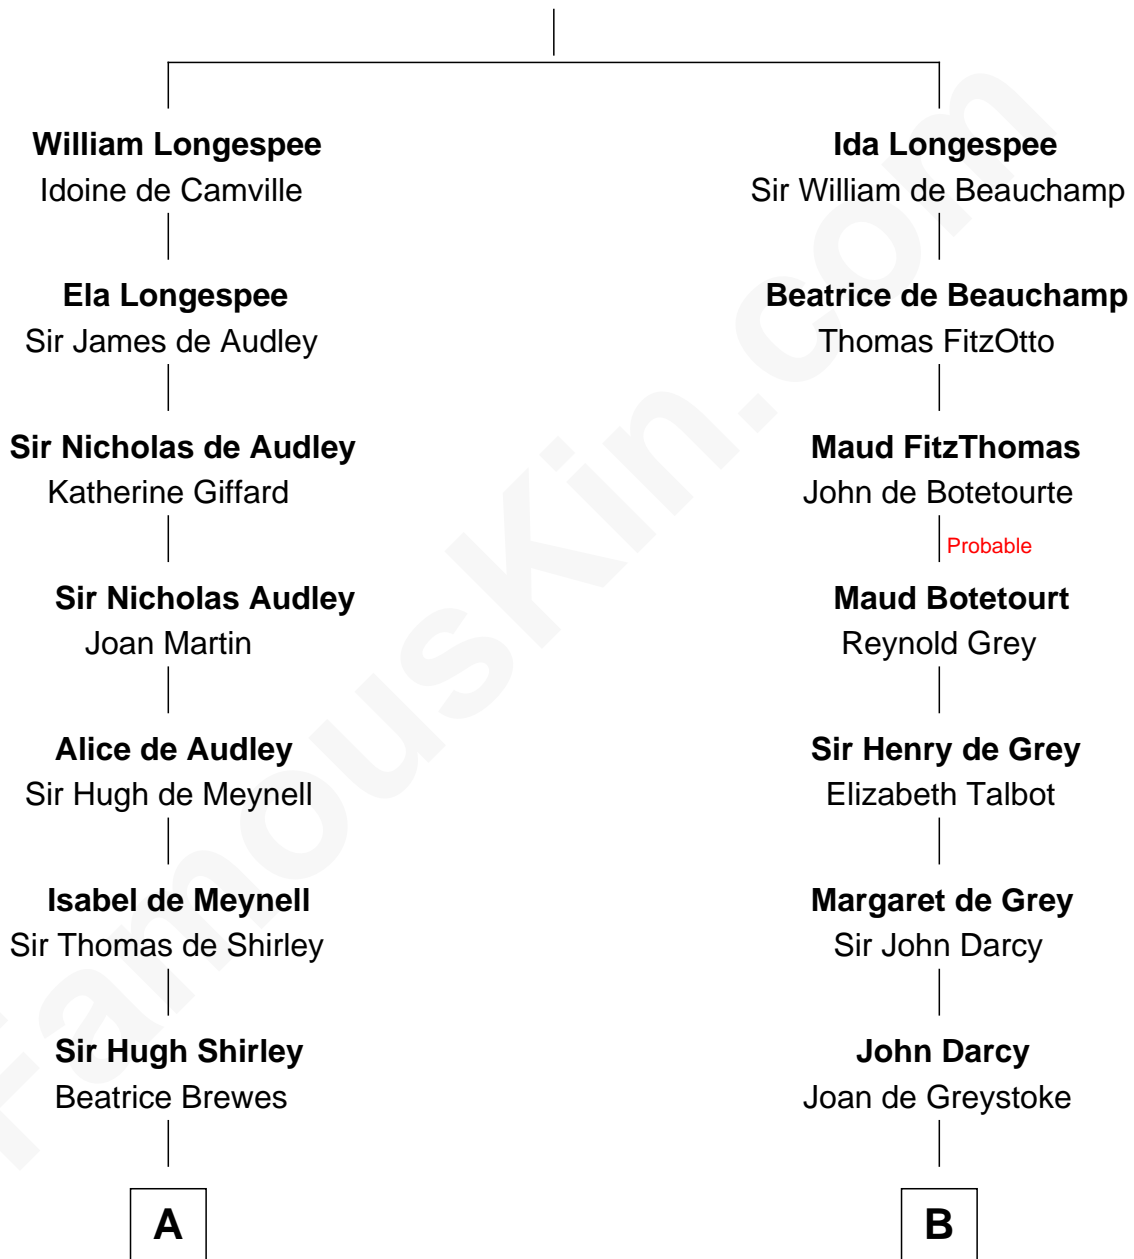 William Longespee
Idoine de Camville
Ela Longespee
Sir James de Audley
Sir Nicholas de Audley
Katherine Giffard
Sir Nicholas Audley
Joan Martin
Alice de Audley
Sir Hugh de Meynell
Isabel de Meynell
Sir Thomas de Shirley
Sir Hugh Shirley
Beatrice Brewes
A
Ida Longespee
Sir William de Beauchamp
Beatrice de Beauchamp
Thomas FitzOtto
Maud FitzThomas
John de Botetourte
Probable
Maud Botetourt
Reynold Grey
Sir Henry de Grey
Elizabeth Talbot
Margaret de Grey
Sir John Darcy
John Darcy
Joan de Greystoke
B
FamousKin.com